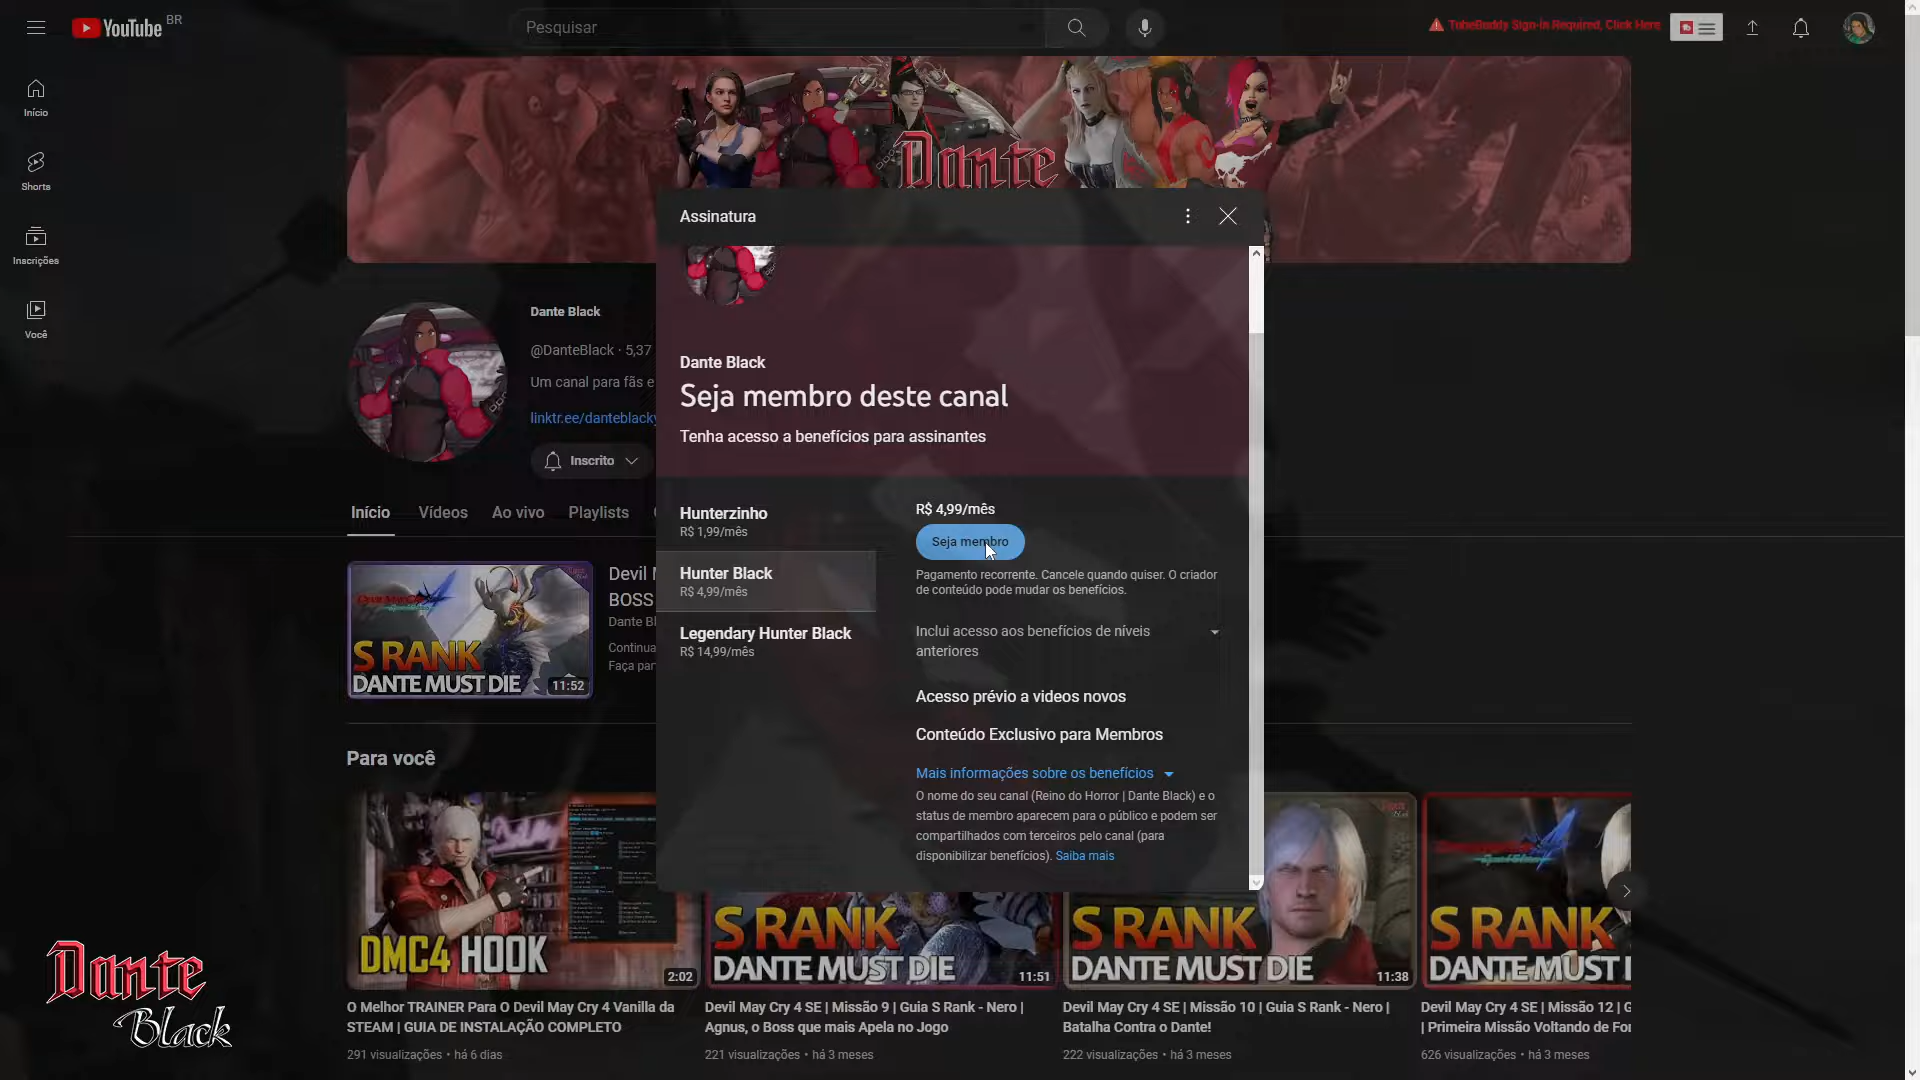 YouTube
BR
Pesquisar
TubeBuddy Sign-in Required, Click Here
Início
Shorts
Inscrições
Você
Dante
Dante Black
@DanteBlack · 5,37
Um canal para fãs e
linktr.ee/danteblacky
Inscrito
Início
Vídeos
Ao vivo
Playlists
S RANK
DANTE MUST DIE
11:52
Devil
BOSS
Dante Bl
Continua
Faça par
Assinatura
Dante Black
Seja membro deste canal
Tenha acesso a benefícios para assinantes
Hunterzinho
R$ 1,99/mês
Hunter Black
R$ 4,99/mês
Legendary Hunter Black
R$ 14,99/mês
R$ 4,99/mês
Seja membro
Pagamento recorrente. Cancele quando quiser. O criador
de conteúdo pode mudar os benefícios.
Inclui acesso aos benefícios de níveis
anteriores
Acesso prévio a videos novos
Conteúdo Exclusivo para Membros
Mais informações sobre os benefícios
O nome do seu canal (Reino do Horror | Dante Black) e o
status de membro aparecem para o público e podem ser
compartilhados com terceiros pelo canal (para
disponibilizar benefícios). Saiba mais
Para você
DMC4 HOOK
2:02
O Melhor TRAINER Para O Devil May Cry 4 Vanilla da
STEAM | GUIA DE INSTALAÇÃO COMPLETO
291 visualizações • há 6 dias
S RANK
DANTE MUST DIE
11:51
Devil May Cry 4 SE | Missão 9 | Guia S Rank - Nero |
Agnus, o Boss que mais Apela no Jogo
221 visualizações • há 3 meses
S RANK
DANTE MUST DIE
11:38
Devil May Cry 4 SE | Missão 10 | Guia S Rank - Nero |
Batalha Contra o Dante!
222 visualizações • há 3 meses
S RANK
DANTE MUST
Devil May Cry 4 SE | Missão 12 | G
| Primeira Missão Voltando de For
626 visualizações • há 3 meses
Dante
Black